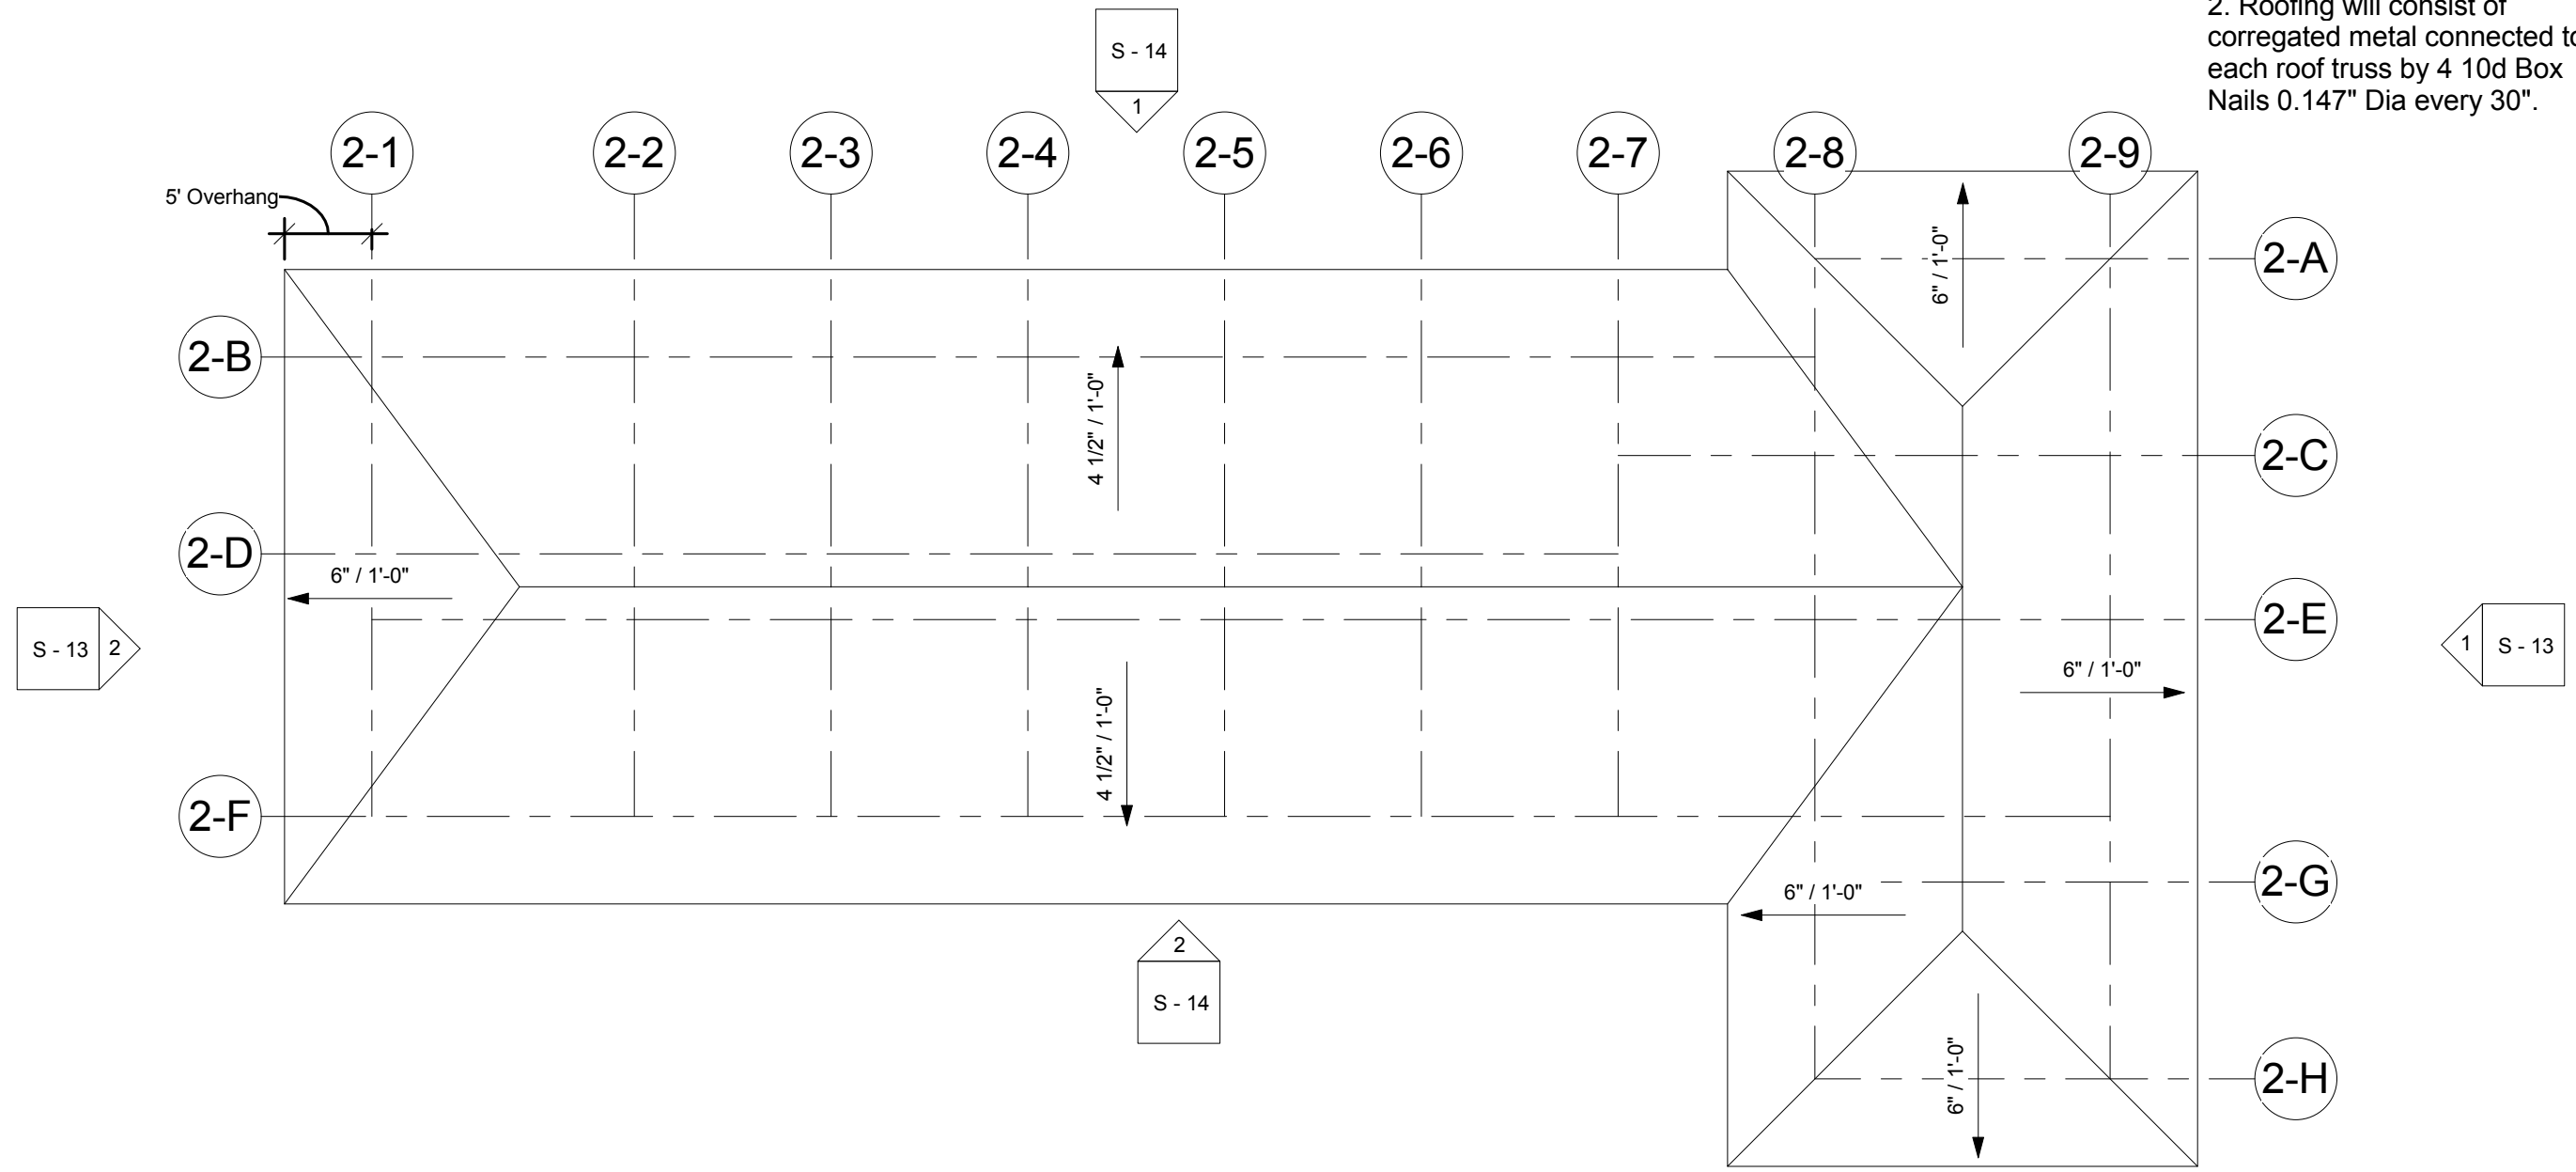 2. Roofing will consist of
corregated metal connected to
each roof truss by 4 10d Box
Nails 0.147" Dia every 30".
S - 14
1
2-1
2-2
2-3
2-4
2-5
2-6
2-7
2-8
2-9
5' Overhang
2-A
6" / 1'-0"
2-B
4 1/2" / 1'-0"
2-C
2-D
6" / 1'-0"
2-E
S - 13
2
1
S - 13
6" / 1'-0"
4 1/2" / 1'-0"
2-F
2-G
6" / 1'-0"
2
S - 14
6" / 1'-0"
2-H